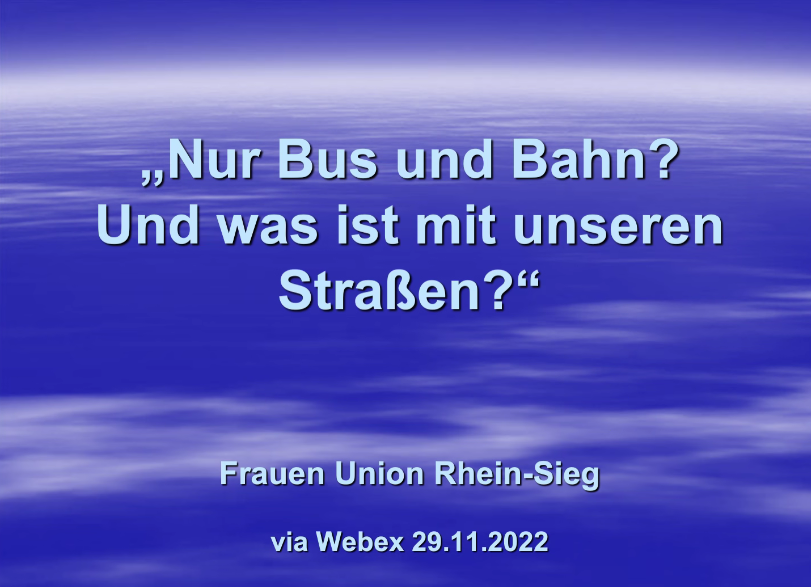 „Nur Bus und Bahn?
Und was ist mit unseren
Straßen?“
Frauen Union Rhein-Sieg
via Webex 29.11.2022